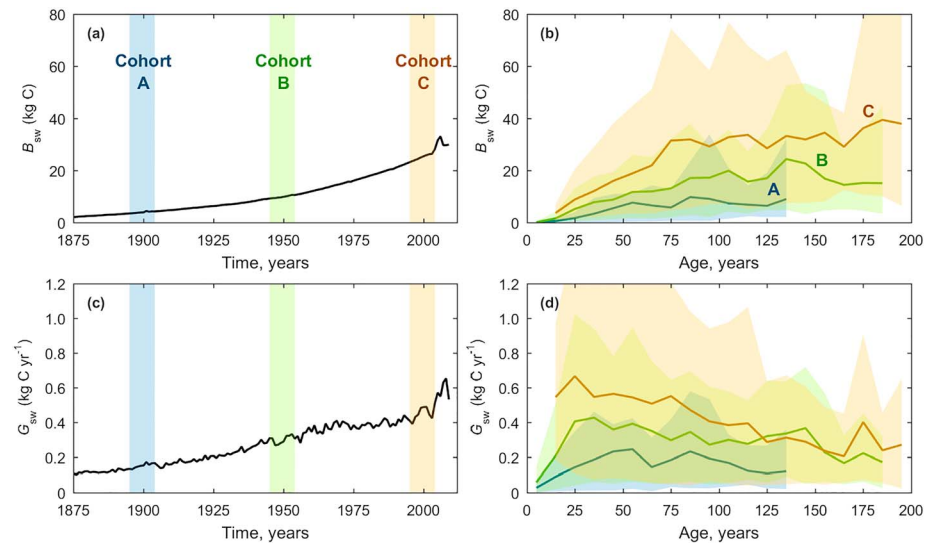 (a)
Cohort
A
Cohort
B
Cohort
C
B_sw (kg C)
80
60
40
20
0
1875 1900 1925 1950 1975 2000
Time, years
(b)
A
B
C
B_sw (kg C)
80
60
40
20
0
0 25 50 75 100 125 150 175 200
Age, years
(c)
G_sw (kg C yr⁻¹)
1.2
1.0
0.8
0.6
0.4
0.2
0
1875 1900 1925 1950 1975 2000
Time, years
(d)
G_sw (kg C yr⁻¹)
1.2
1.0
0.8
0.6
0.4
0.2
0
0 25 50 75 100 125 150 175 200
Age, years